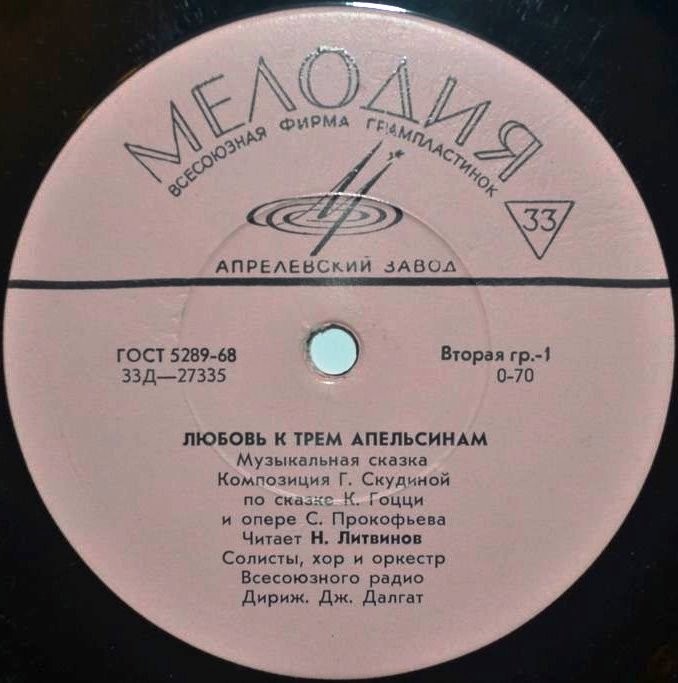 МЕЛОДИЯ
ВСЕСОЮЗНАЯ ФИРМА ГРАМПЛАСТИНОК
33
АПРЕЛЕВСКИЙ ЗАВОД
ГОСТ 5289-68
33Д—27335
Вторая гр.-1
0-70
ЛЮБОВЬ К ТРЕМ АПЕЛЬСИНАМ
Музыкальная сказка
Композиция Г. Скудиной
по сказке К. Гоцци
и опере С. Прокофьева
Читает Н. Литвинов
Солисты, хор и оркестр
Всесоюзного радио
Дириж. Дж. Далгат